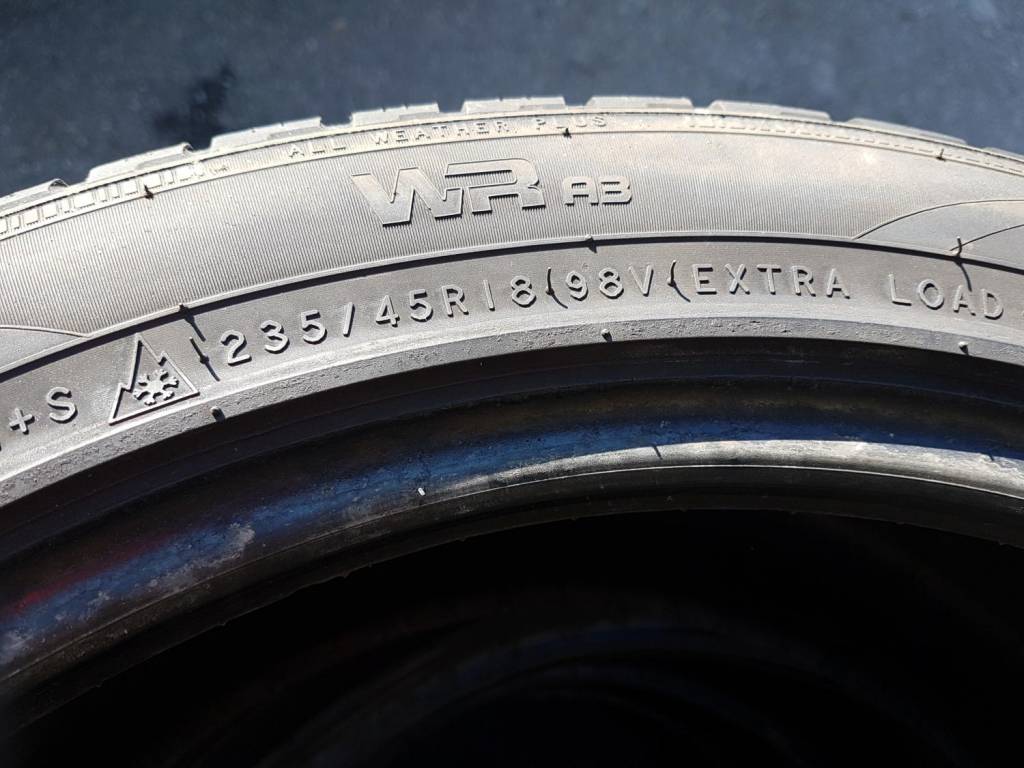 ALL WEATHER PLUS
WR A3
+S 235/45R18 98V EXTRA LOAD